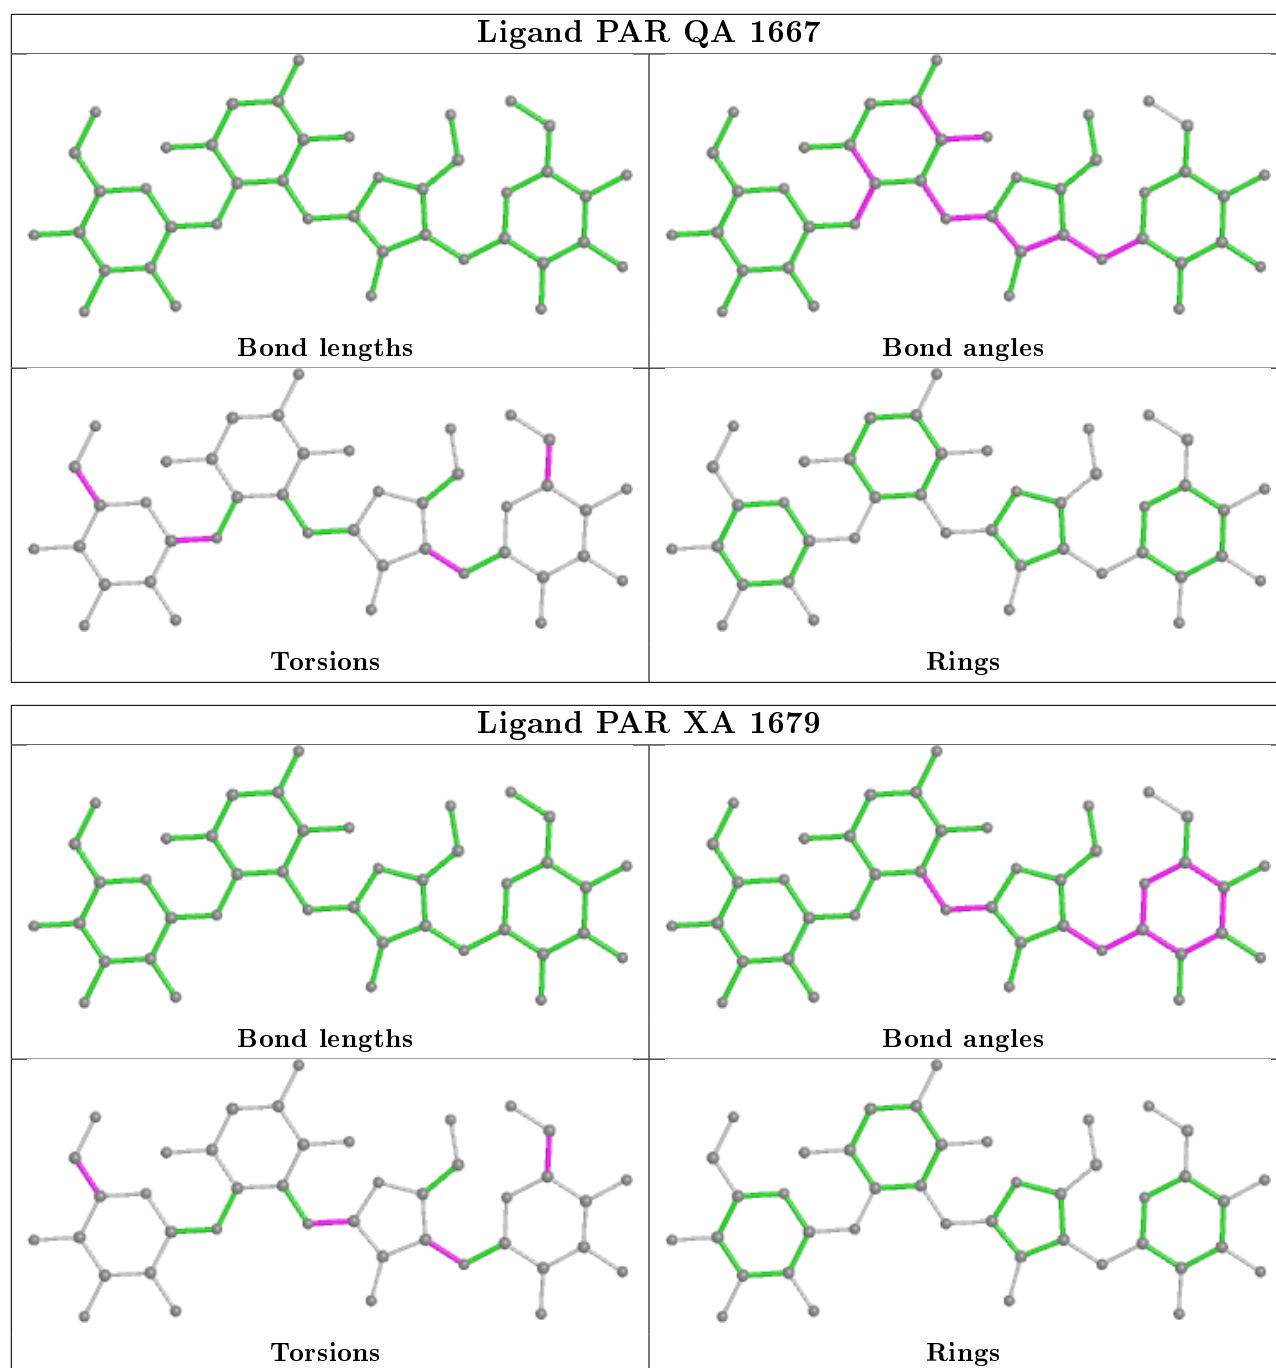 Ligand PAR QA 1667
Bond lengths
Bond angles
Torsions
Rings
Ligand PAR XA 1679
Bond lengths
Bond angles
Torsions
Rings